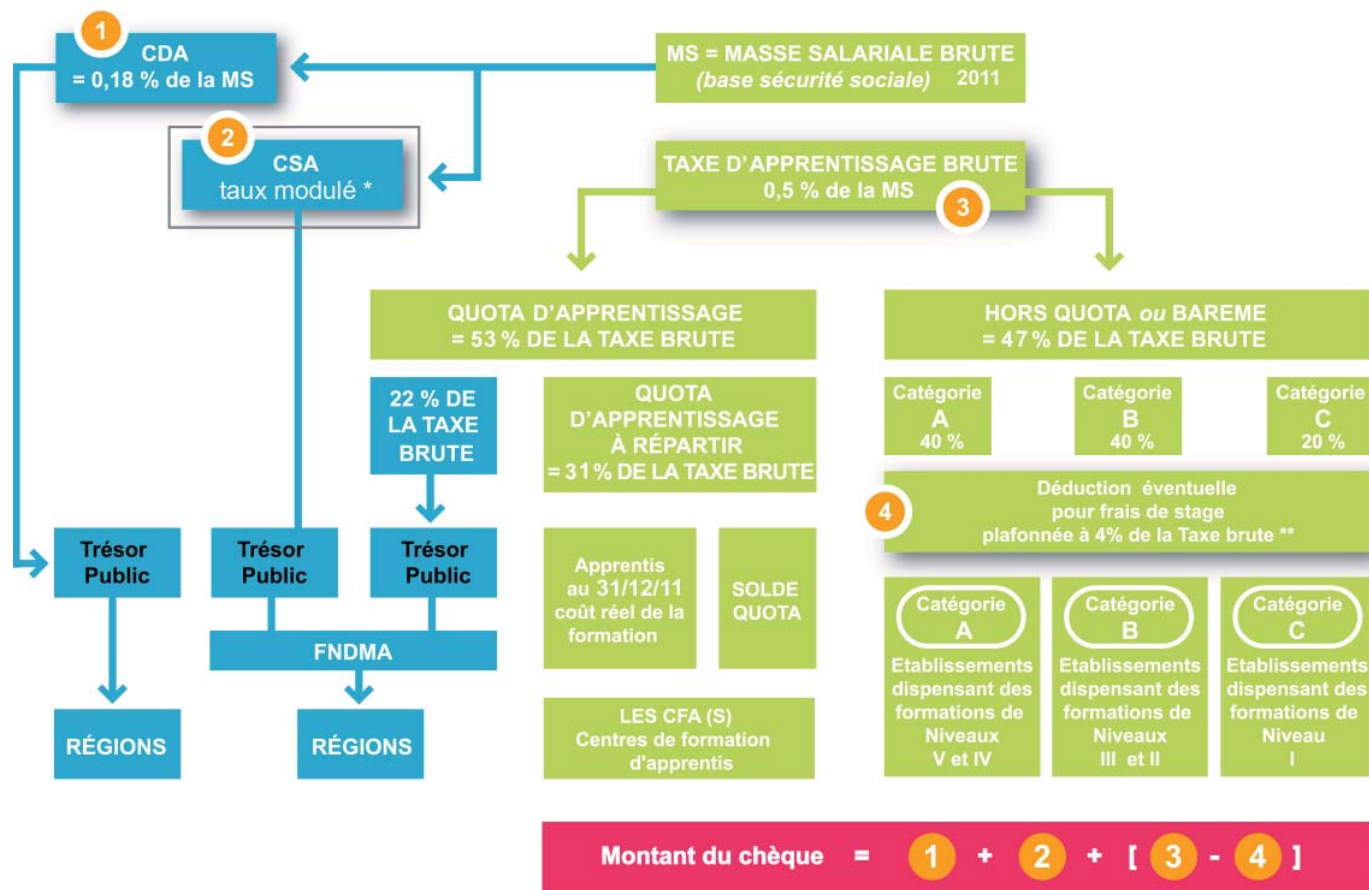 1
CDA
= 0,18 % de la MS
MS = MASSE SALARIALE BRUTE
(base sécurité sociale) 2011
2
CSA
taux modulé *
TAXE D'APPRENTISSAGE BRUTE
0,5 % de la MS
3
QUOTA D'APPRENTISSAGE
= 53 % DE LA TAXE BRUTE
HORS QUOTA ou BAREME
= 47 % DE LA TAXE BRUTE
22 % DE
LA TAXE
BRUTE
QUOTA
D'APPRENTISSAGE
À RÉPARTIR
= 31% DE LA TAXE BRUTE
Catégorie
A
40 %
Catégorie
B
40 %
Catégorie
C
20 %
4
Déduction éventuelle
pour frais de stage
plafonnée à 4% de la Taxe brute **
Trésor
Public
Trésor
Public
Trésor
Public
Apprentis
au 31/12/11
coût réel de la
formation
SOLDE
QUOTA
Catégorie
A
Etablissements
dispensant des
formations de
Niveaux
V et IV
Catégorie
B
Etablissements
dispensant des
formations de
Niveaux
III et II
Catégorie
C
Etablissements
dispensant des
formations de
Niveau
I
FNDMA
RÉGIONS
RÉGIONS
LES CFA (S)
Centres de formation
d'apprentis
Montant du chèque = 1 + 2 + [ 3 - 4 ]